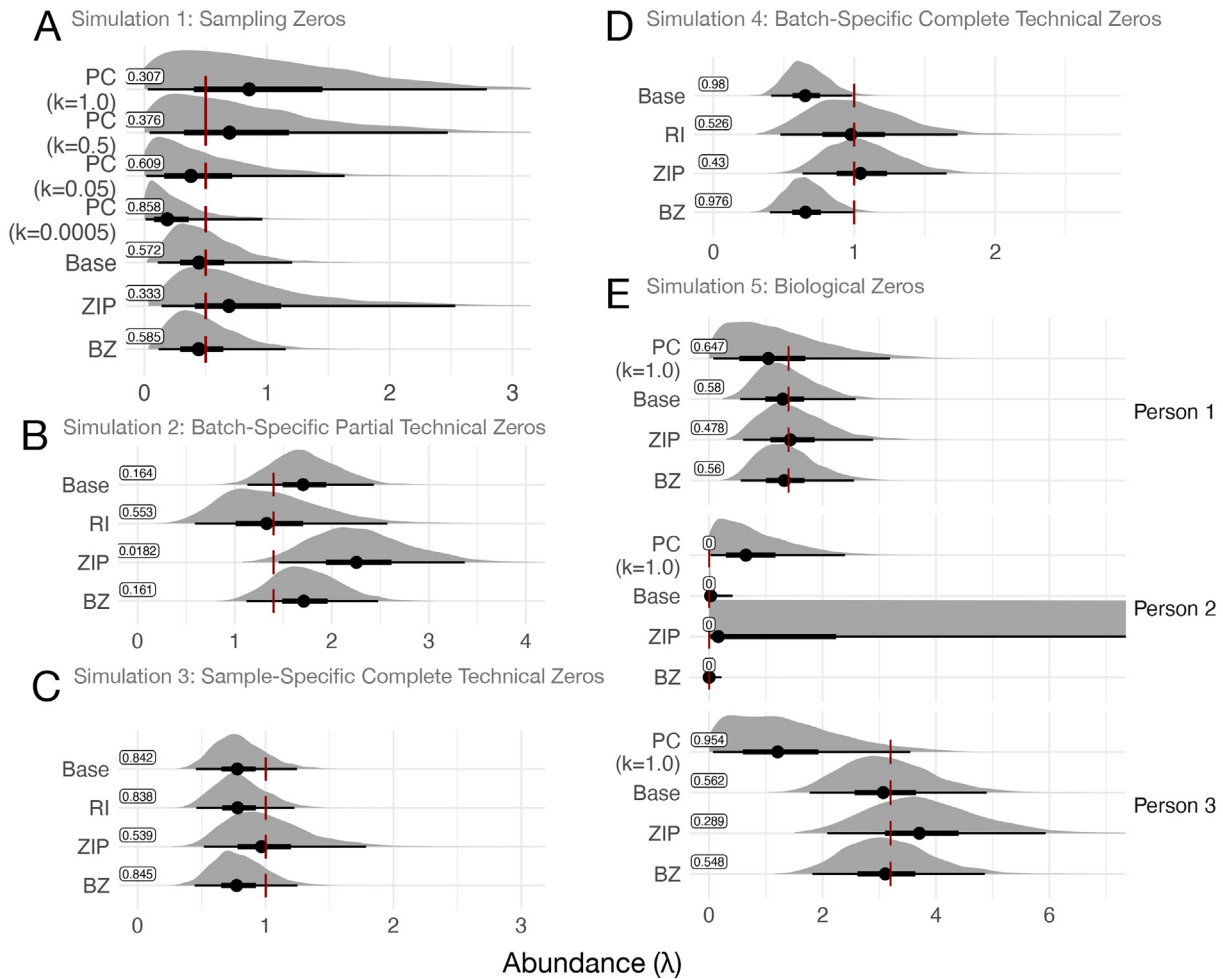 A Simulation 1: Sampling Zeros
PC
(k=1.0)
0.307
PC
(k=0.5)
0.376
PC
(k=0.05)
0.609
PC
(k=0.0005)
0.858
Base
0.572
ZIP
0.333
BZ
0.585
0 1 2 3
B Simulation 2: Batch-Specific Partial Technical Zeros
Base
0.164
RI
0.553
ZIP
0.0182
BZ
0.161
0 1 2 3 4
C Simulation 3: Sample-Specific Complete Technical Zeros
Base
0.842
RI
0.838
ZIP
0.539
BZ
0.845
0 1 2 3
D Simulation 4: Batch-Specific Complete Technical Zeros
Base
0.98
RI
0.526
ZIP
0.43
BZ
0.976
0 1 2
E Simulation 5: Biological Zeros
PC
(k=1.0)
0.647
Base
0.58
ZIP
0.478
BZ
0.56
Person 1
PC
(k=1.0)
0
Base
0
ZIP
0
BZ
0
Person 2
PC
(k=1.0)
0.954
Base
0.562
ZIP
0.289
BZ
0.548
Person 3
0 2 4 6
Abundance (λ)